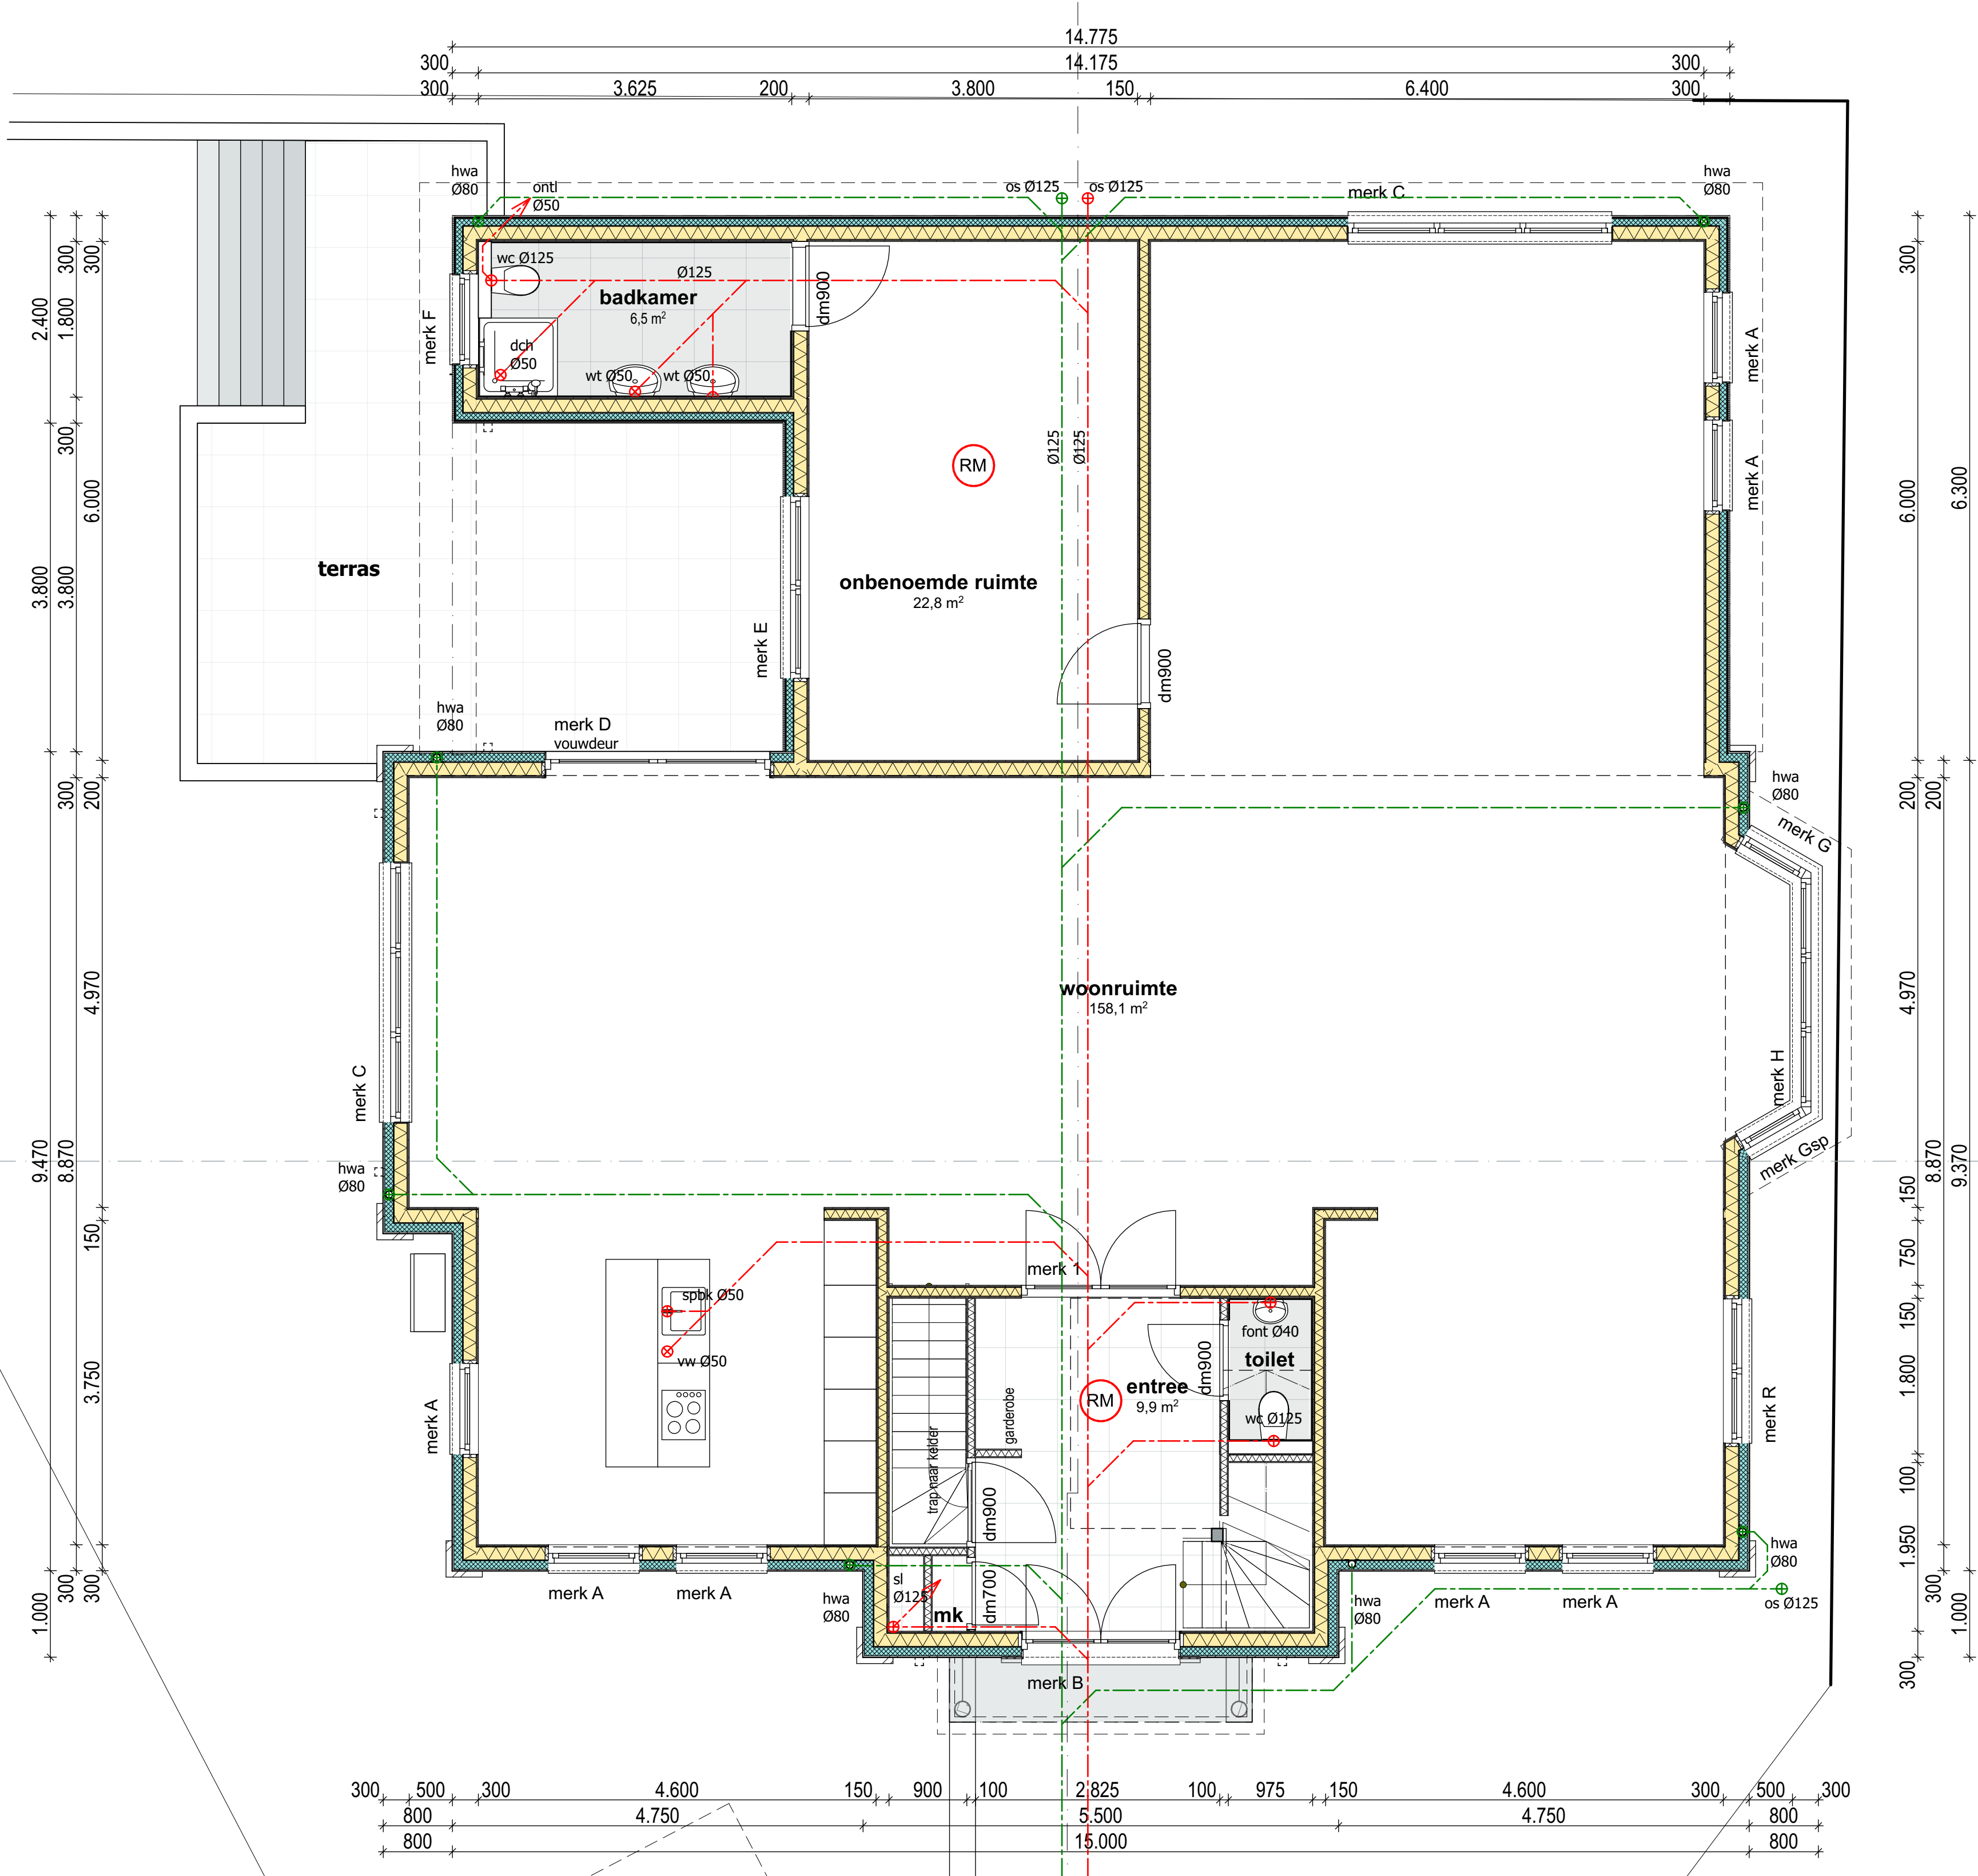 14.775
300 14.175 300
300 3.625 200 3.800 150 6.400 300
hwa
Ø80
ontl
Ø50
os Ø125
os Ø125
merk C
hwa
Ø80
wc Ø125
Ø125
badkamer
6,5 m²
dm900
merk F
dch
Ø50
wt Ø50
wt Ø50
merk A
merk A
RM
Ø125
Ø125
terras
onbenoemde ruimte
22,8 m²
merk E
dm900
hwa
Ø80
merk D
vouwdeur
hwa
Ø80
merk G
woonruimte
158,1 m²
merk C
merk H
merk Gsp
hwa
Ø80
merk 1
spbk Ø50
vw Ø50
font Ø40
toilet
dm900
RM
entree
9,9 m²
wc Ø125
garderobe
trap naar kelder
merk A
merk R
dm900
hwa
Ø80
os Ø125
sl
Ø125
mk
dm700
hwa
Ø80
hwa
Ø80
merk A
merk A
merk A
merk A
merk B
2.400
3.800
9.470
1.000
300
1.800
300
3.800
300
8.870
300
300
6.000
200
4.970
150
3.750
300
300
6.000
200
4.970
150
750
150
1.800
100
1.950
300
200
8.870
300
6.300
9.370
1.000
300 500 300 4.600 150 900 100 2.825 100 975 150 4.600 300 500 300
800 4.750 5.500 4.750 800
800 15.000 800